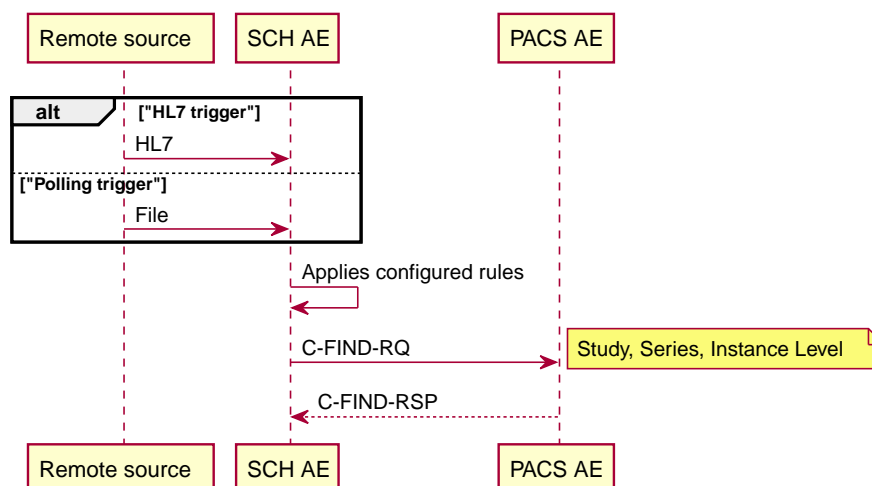 Remote source
SCH AE
PACS AE
alt
["HL7 trigger"]
HL7
["Polling trigger"]
File
Applies configured rules
C-FIND-RQ
Study, Series, Instance Level
C-FIND-RSP
Remote source
SCH AE
PACS AE